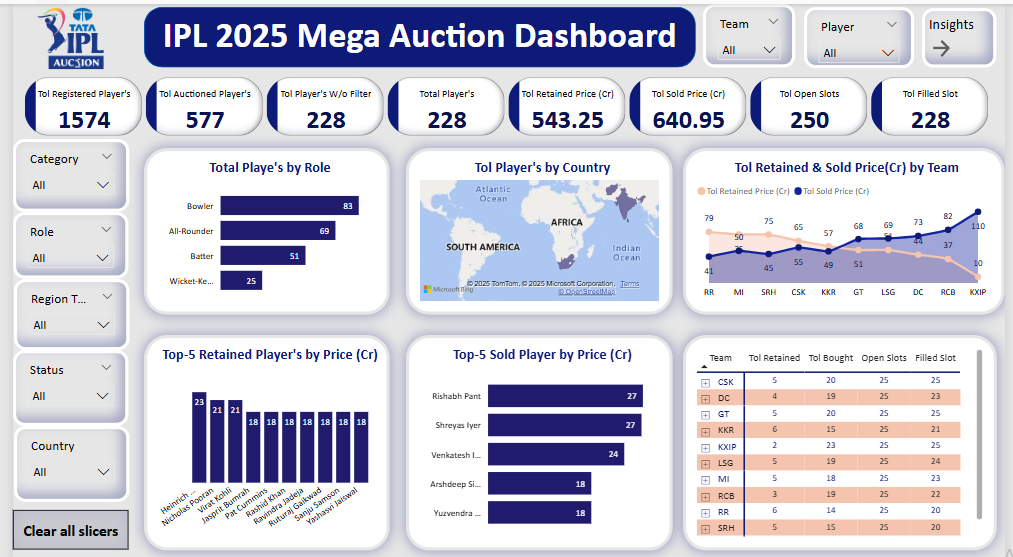 TATA
IPL
AUCSION
IPL 2025 Mega Auction Dashboard
Team
All
Player
All
Insights
Tol Registered Player's
1574
Tol Auctioned Player's
577
Tol Player's W/o Filter
228
Total Player's
228
Tol Retained Price (Cr)
543.25
Tol Sold Price (Cr)
640.95
Tol Open Slots
250
Tol Filled Slot
228
Category
All
Role
All
Region T...
All
Status
All
Country
All
Clear all slicers
Total Playe's by Role
Bowler 83
All-Rounder 69
Batter 51
Wicket-Ke... 25
Tol Player's by Country
Atlantic
Ocean
AFRICA
SOUTH AMERICA
Indian
Ocean
Microsoft Bing
© 2025 TomTom, © 2025 Microsoft Corporation, Terms
© OpenStreetMap
Tol Retained & Sold Price(Cr) by Team
Tol Retained Price (Cr) Tol Sold Price (Cr)
79 50 75 65 57 68 69 73 82 110
41 75 45 55 49 51 51 44 37 10
RR MI SRH CSK KKR GT LSG DC RCB KXIP
Top-5 Retained Player's by Price (Cr)
23 21 21 18 18 18 18 18 18 18
Heinrich ...
Nicholas Pooran
Virat Kohli
Jasprit Bumrah
Pat Cummins
Rashid Khan
Ravindra Jadeja
Ruturaj Gaikwad
Sanju Samson
Yashasvi Jaiswal
Top-5 Sold Player by Price (Cr)
Rishabh Pant 27
Shreyas Iyer 27
Venkatesh I... 24
Arshdeep Si... 18
Yuzvendra ... 18
Team Tol Retained Tol Bought Open Slots Filled Slot
CSK 5 20 25 25
DC 4 19 25 23
GT 5 20 25 25
KKR 6 15 25 21
KXIP 2 23 25 25
LSG 5 19 25 24
MI 5 18 25 23
RCB 3 19 25 22
RR 6 14 25 20
SRH 5 15 25 20